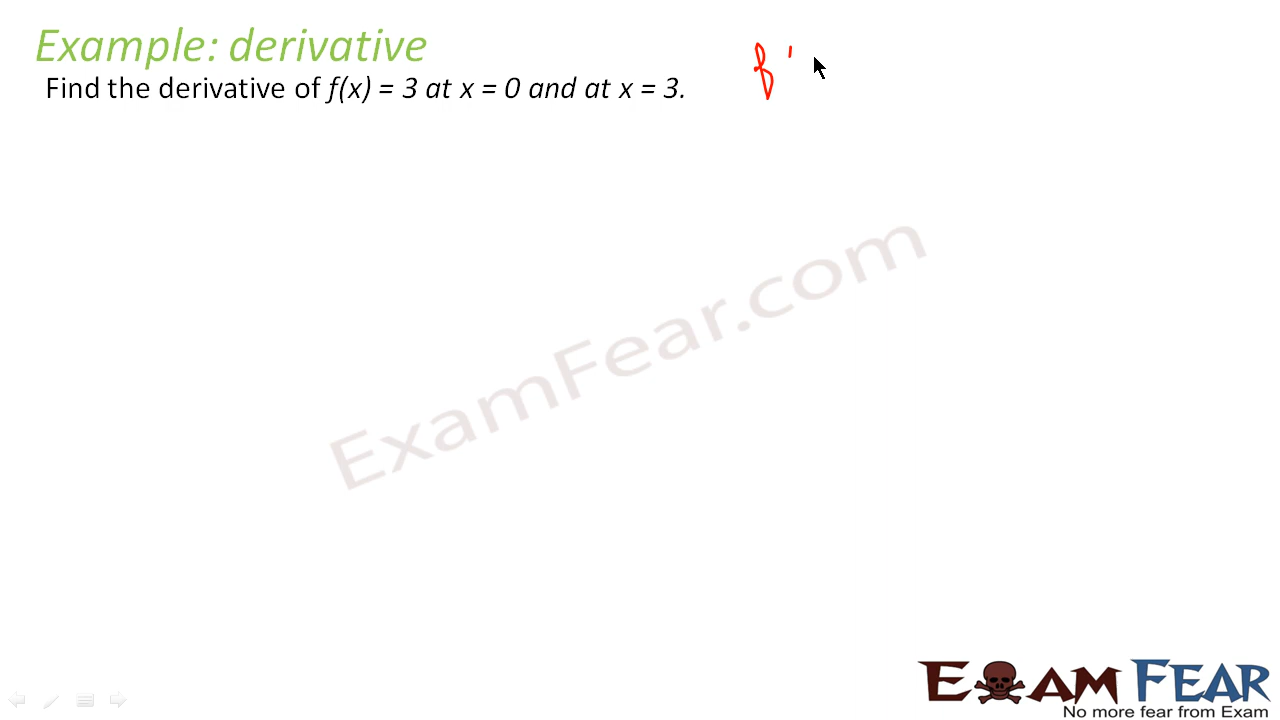 Example: derivative
Find the derivative of f(x) = 3 at x = 0 and at x = 3.
f '
ExamFear.com
EXAM FEAR
No more fear from Exam